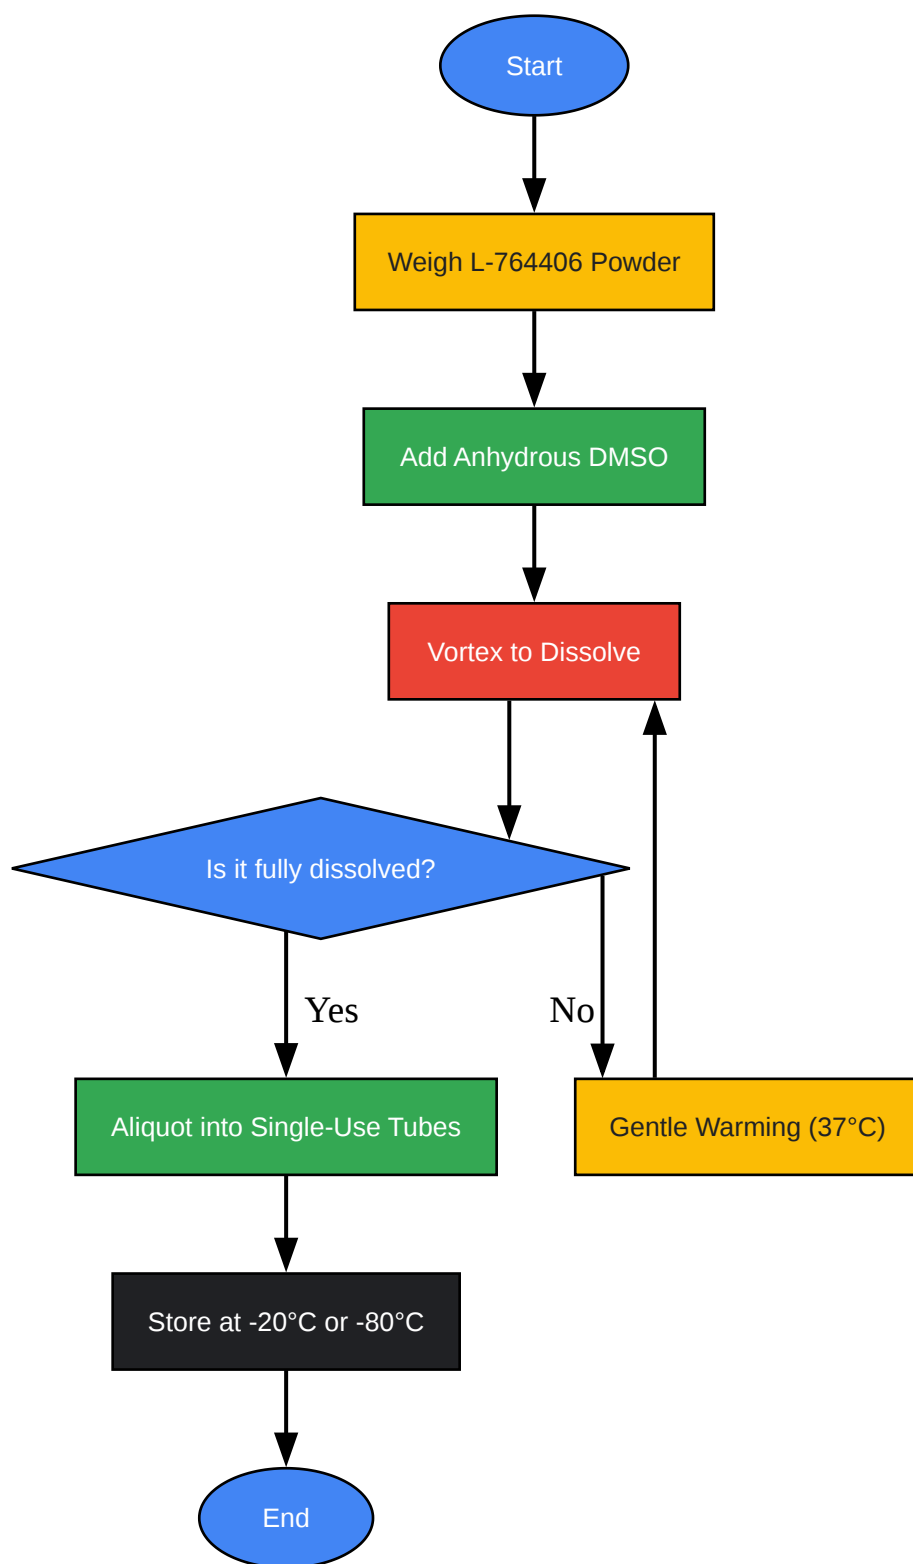 Start
Weigh L-764406 Powder
Add Anhydrous DMSO
Vortex to Dissolve
Is it fully dissolved?
Yes
No
Aliquot into Single-Use Tubes
Gentle Warming (37°C)
Store at -20°C or -80°C
End